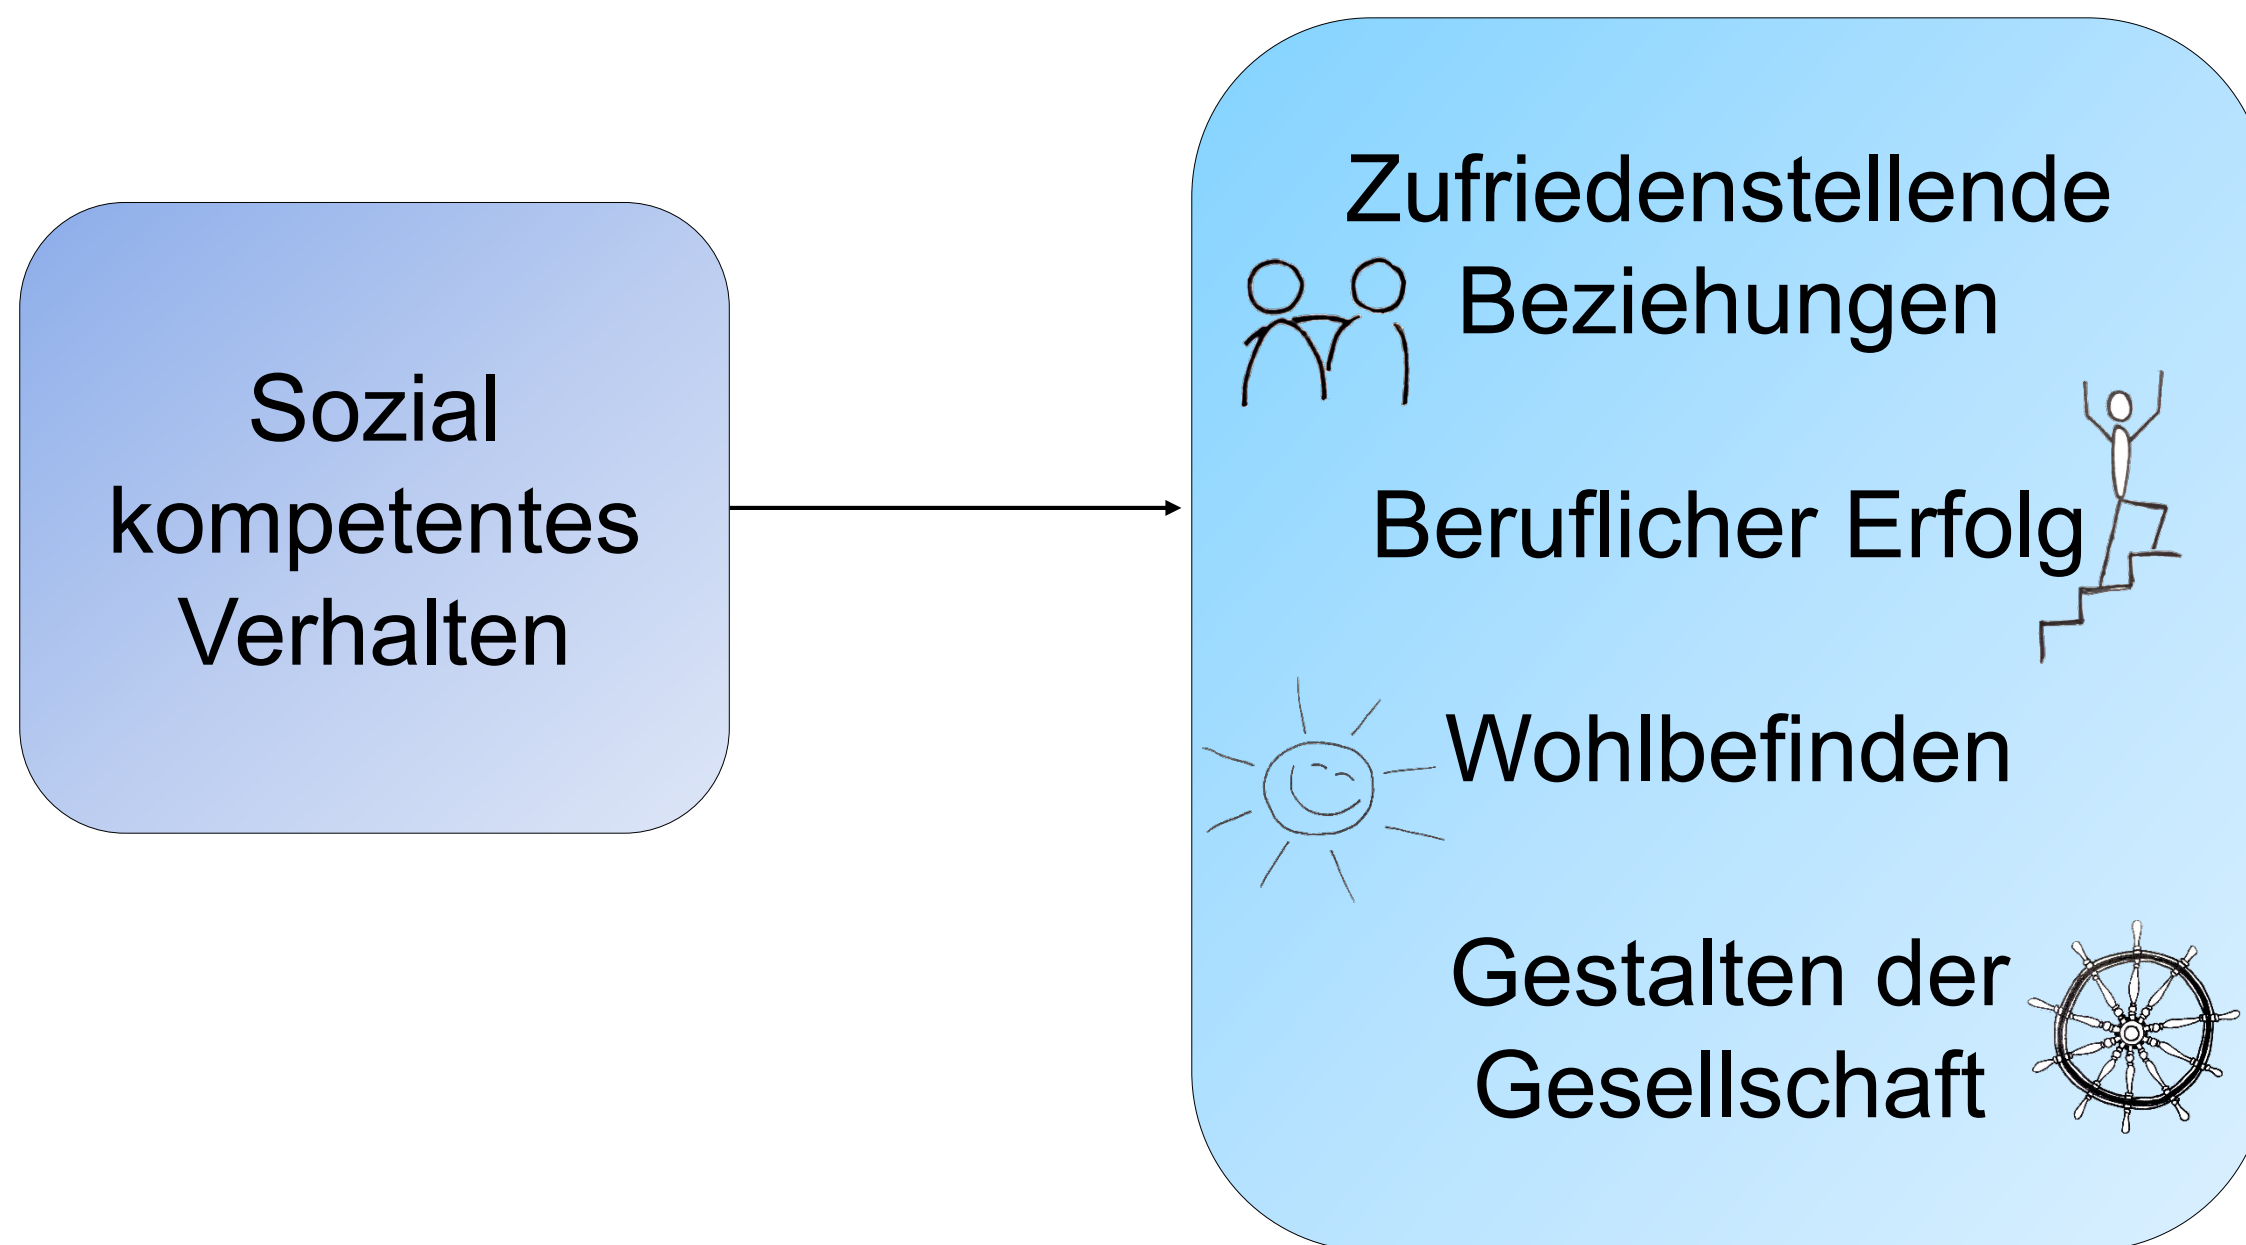 Sozial
kompetentes
Verhalten
Zufriedenstellende
Beziehungen
Beruflicher Erfolg
Wohlbefinden
Gestalten der
Gesellschaft